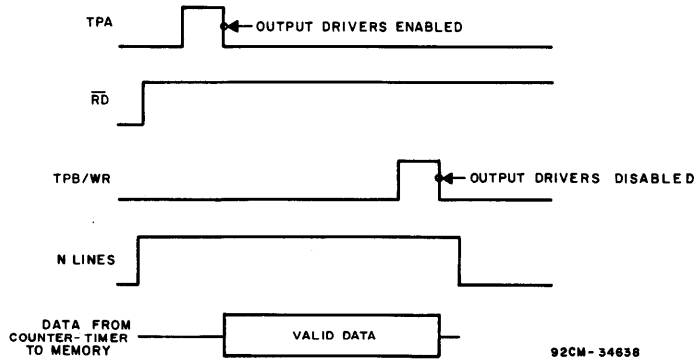 TPA
OUTPUT DRIVERS ENABLED
RD
TPB/WR
OUTPUT DRIVERS DISABLED
N LINES
DATA FROM
COUNTER-TIMER
TO MEMORY
VALID DATA
92CM-34638